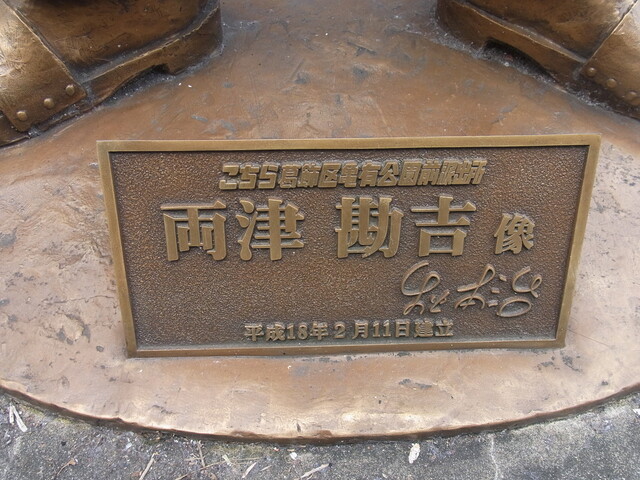 こちら葛飾区亀有公園前派出所
両津 勘吉 像
平成18年2月11日建立